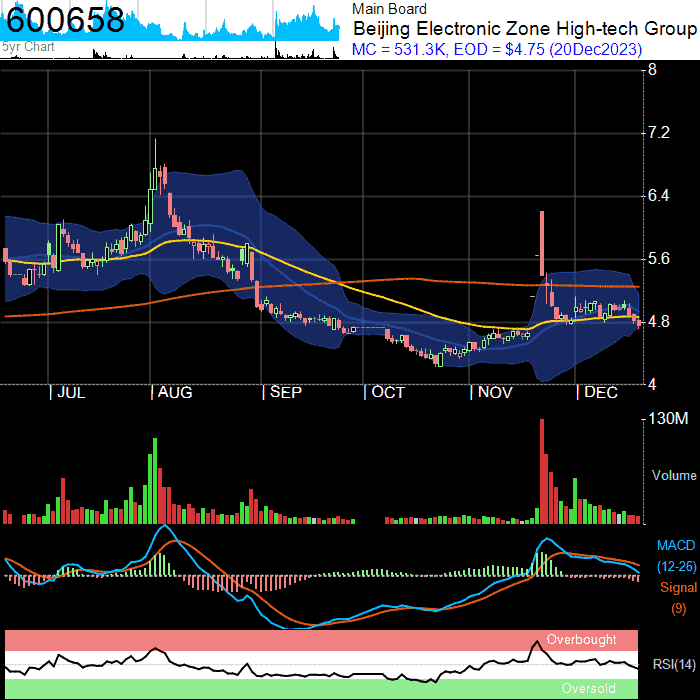 600658
5yr Chart
Main Board
Beijing Electronic Zone High-tech Group
MC = 531.3K, EOD = $4.75 (20Dec2023)
8
7.2
6.4
5.6
4.8
4
JUL AUG SEP OCT NOV DEC
130M
Volume
MACD
(12-26)
Signal
(9)
Overbought
RSI(14)
Oversold